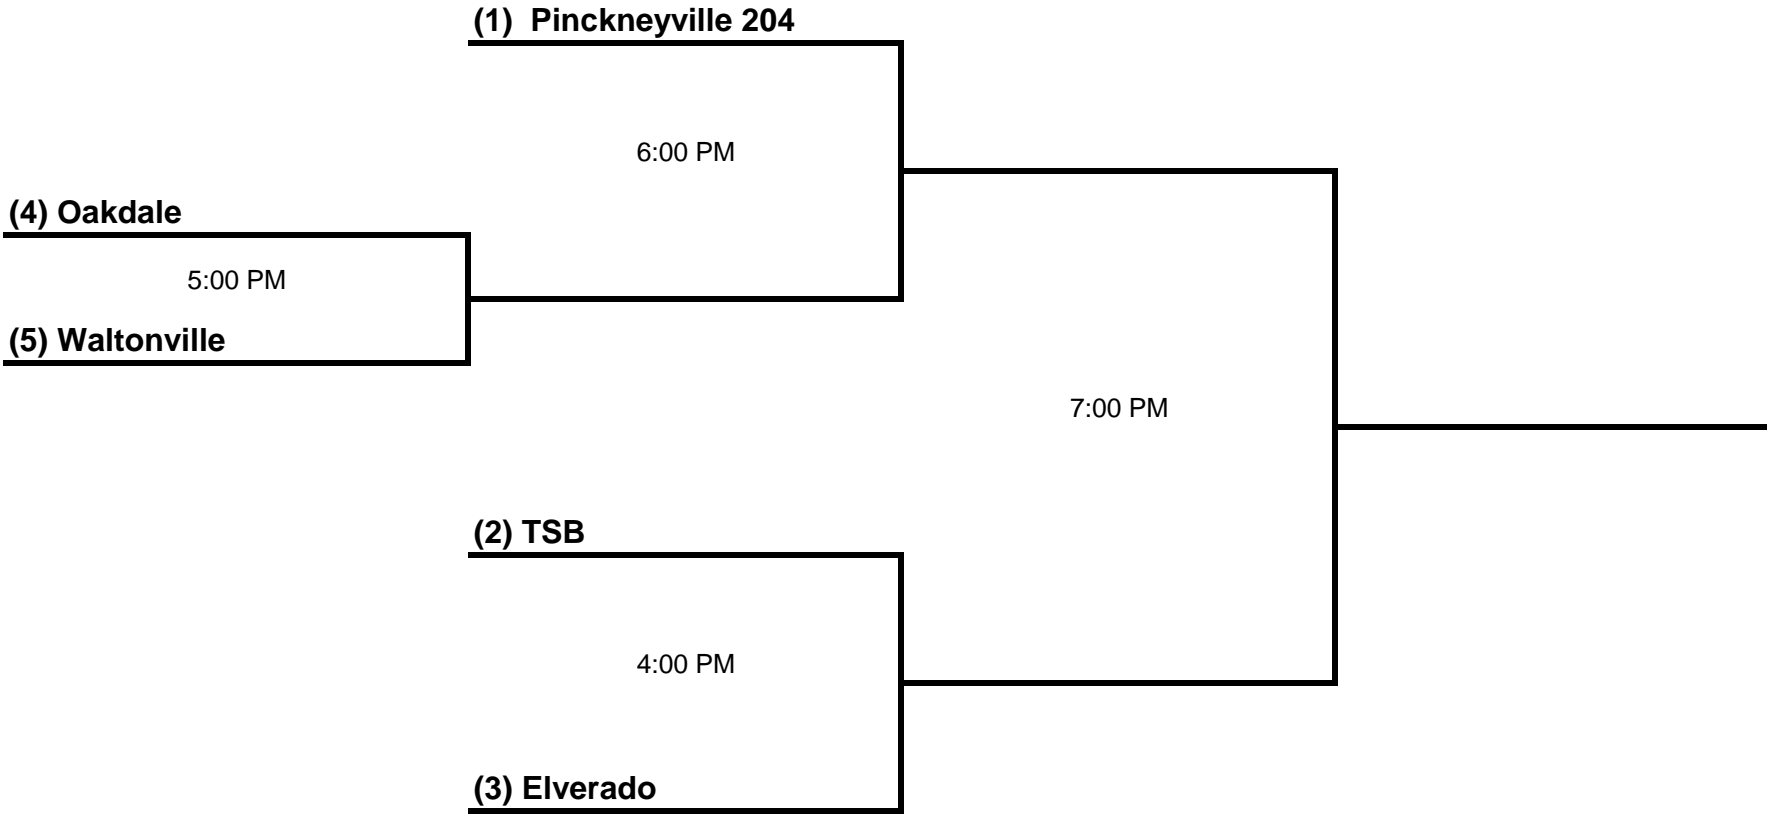 (1)  Pinckneyville 204
6:00 PM
(4) Oakdale
5:00 PM
(5) Waltonville
7:00 PM
(2) TSB
4:00 PM
(3) Elverado